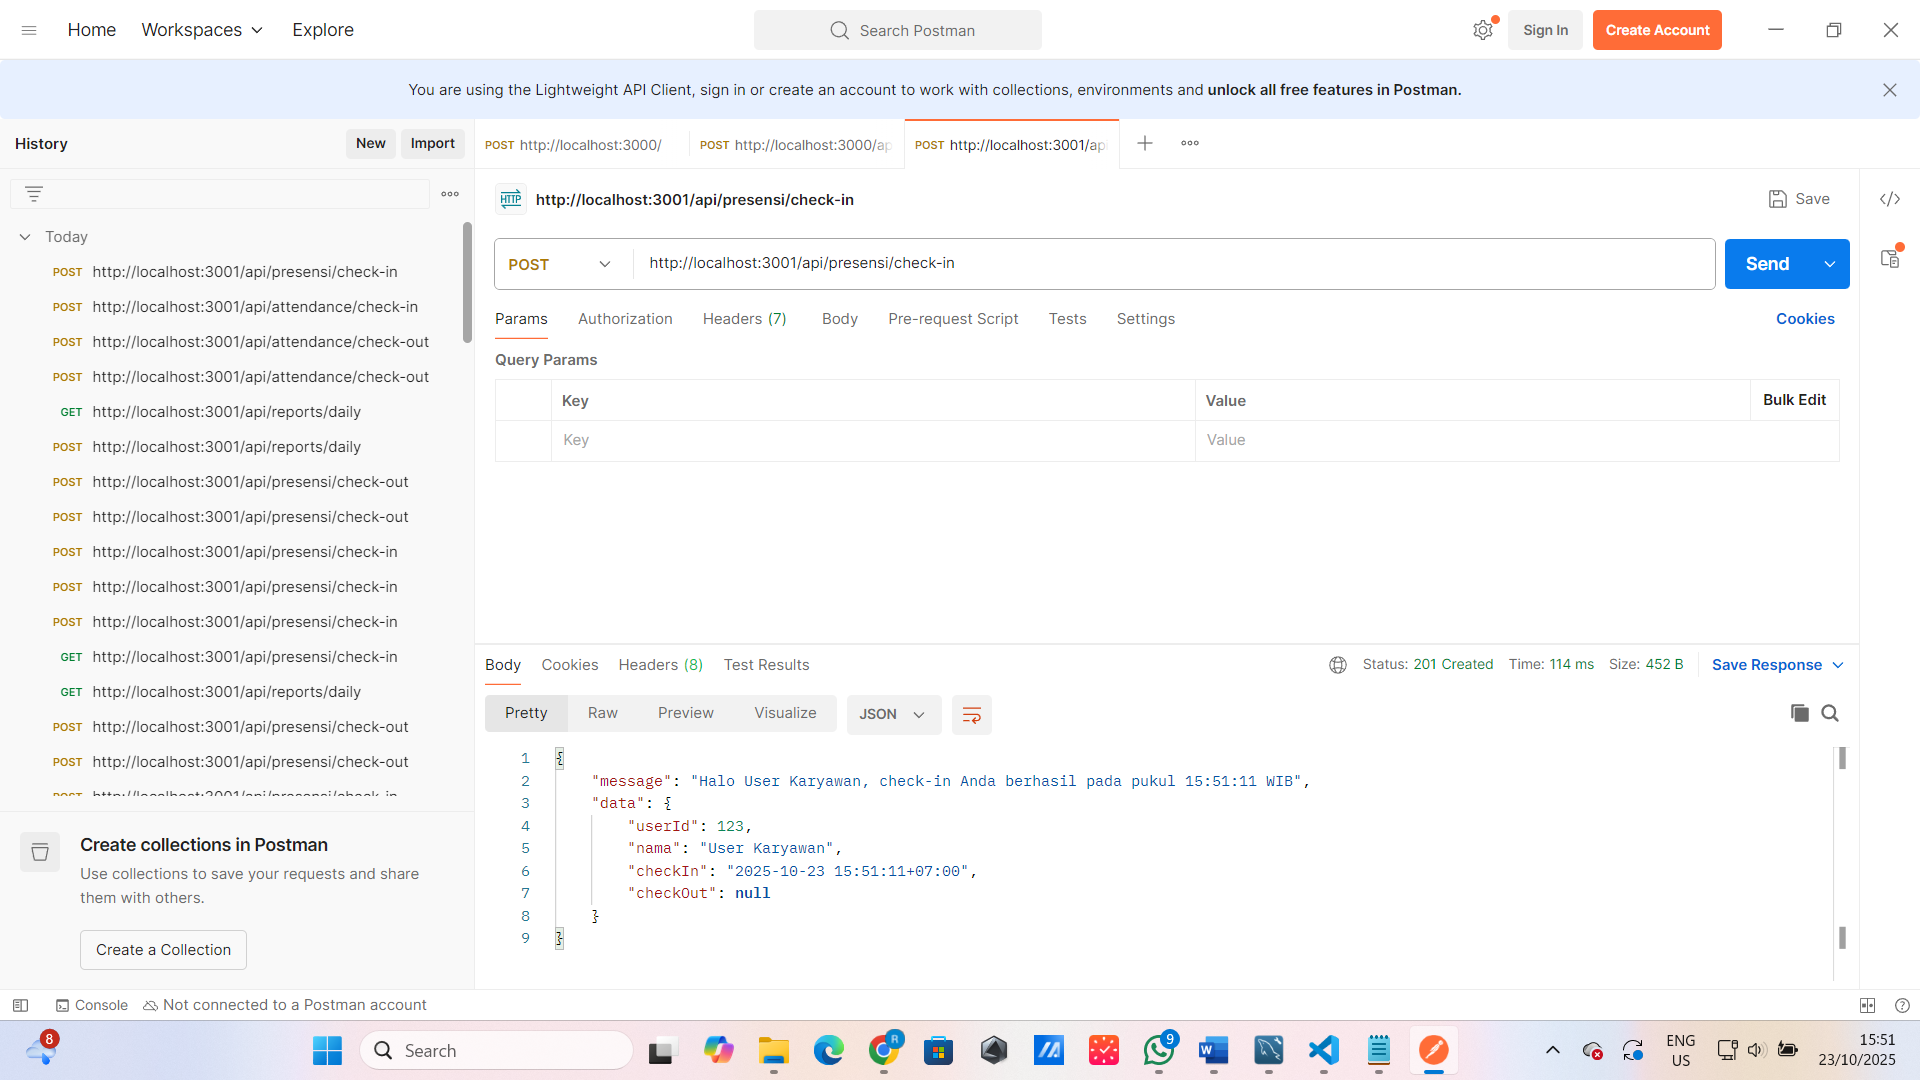 Home Workspaces Explore Search Postman Sign In Create Account
You are using the Lightweight API Client, sign in or create an account to work with collections, environments and unlock all free features in Postman.
History New Import
POST http://localhost:3000/ POST http://localhost:3000/ap POST http://localhost:3001/ap
HTTP http://localhost:3001/api/presensi/check-in Save
Today
POST http://localhost:3001/api/presensi/check-in
POST http://localhost:3001/api/attendance/check-in
POST http://localhost:3001/api/attendance/check-out
POST http://localhost:3001/api/attendance/check-out
GET http://localhost:3001/api/reports/daily
POST http://localhost:3001/api/reports/daily
POST http://localhost:3001/api/presensi/check-out
POST http://localhost:3001/api/presensi/check-out
POST http://localhost:3001/api/presensi/check-in
POST http://localhost:3001/api/presensi/check-in
POST http://localhost:3001/api/presensi/check-in
GET http://localhost:3001/api/presensi/check-in
GET http://localhost:3001/api/reports/daily
POST http://localhost:3001/api/presensi/check-out
POST http://localhost:3001/api/presensi/check-out
POST http://localhost:3001/api/presensi/check-in
Create collections in Postman
Use collections to save your requests and share
them with others.
Create a Collection
POST http://localhost:3001/api/presensi/check-in Send
Params Authorization Headers (7) Body Pre-request Script Tests Settings Cookies
Query Params
Key Value Bulk Edit
Key Value
Body Cookies Headers (8) Test Results Status: 201 Created Time: 114 ms Size: 452 B Save Response
Pretty Raw Preview Visualize JSON
1 {
2 "message": "Halo User Karyawan, check-in Anda berhasil pada pukul 15:51:11 WIB",
3 "data": {
4 "userId": 123,
5 "nama": "User Karyawan",
6 "checkIn": "2025-10-23 15:51:11+07:00",
7 "checkOut": null
8 }
9 }
Console Not connected to a Postman account
8 Search R 9 W ENG
US 15:51
23/10/2025